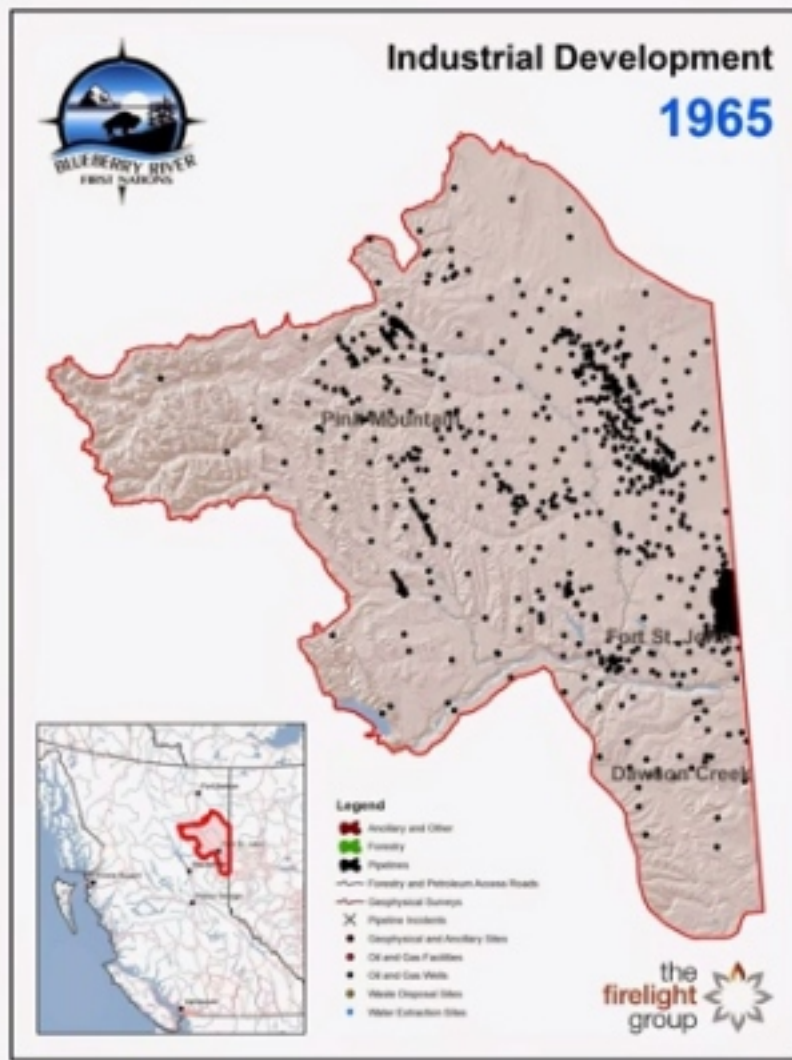 Industrial Development
1965
BLUEBERRY RIVER
FIRST NATIONS
Pink Mountain
Fort St. John
Dawson Creek
Legend
Ancillary and Other
Forestry
Pipelines
Forestry and Petroleum Access Roads
Geophysical Surveys
Pipeline Incidents
Geophysical and Ancillary Sites
Oil and Gas Facilities
Oil and Gas Wells
Waste Disposal Sites
Water Extraction Sites
the
firelight
group